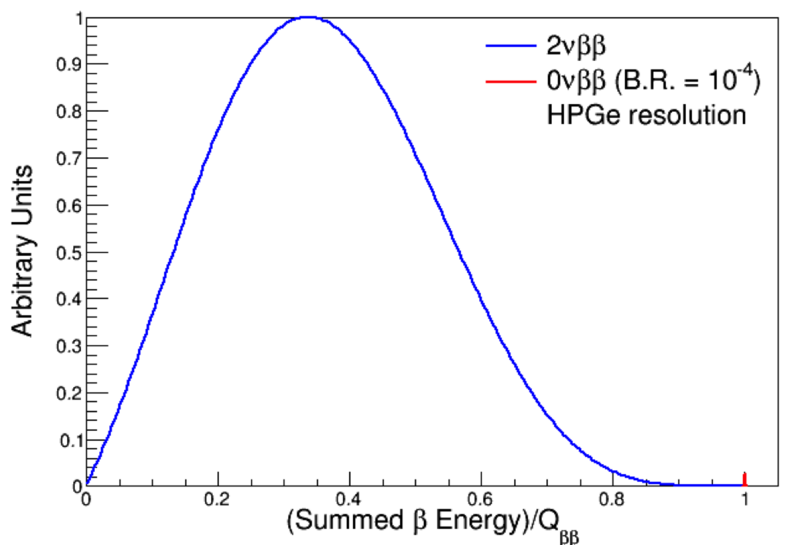 2νββ
0νββ (B.R. = 10⁻⁴)
HPGe resolution
Arbitrary Units
1
0.9
0.8
0.7
0.6
0.5
0.4
0.3
0.2
0.1
0
0 0.2 0.4 0.6 0.8 1
(Summed β Energy)/Q_ββ